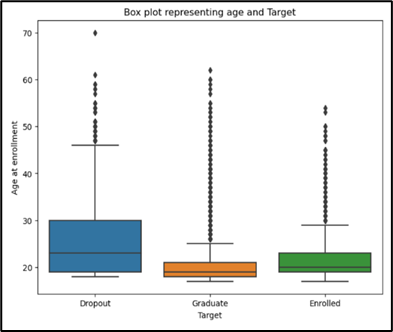 Box plot representing age and Target
70
60
50
40
30
20
Age at enrollment
Dropout Graduate Enrolled
Target